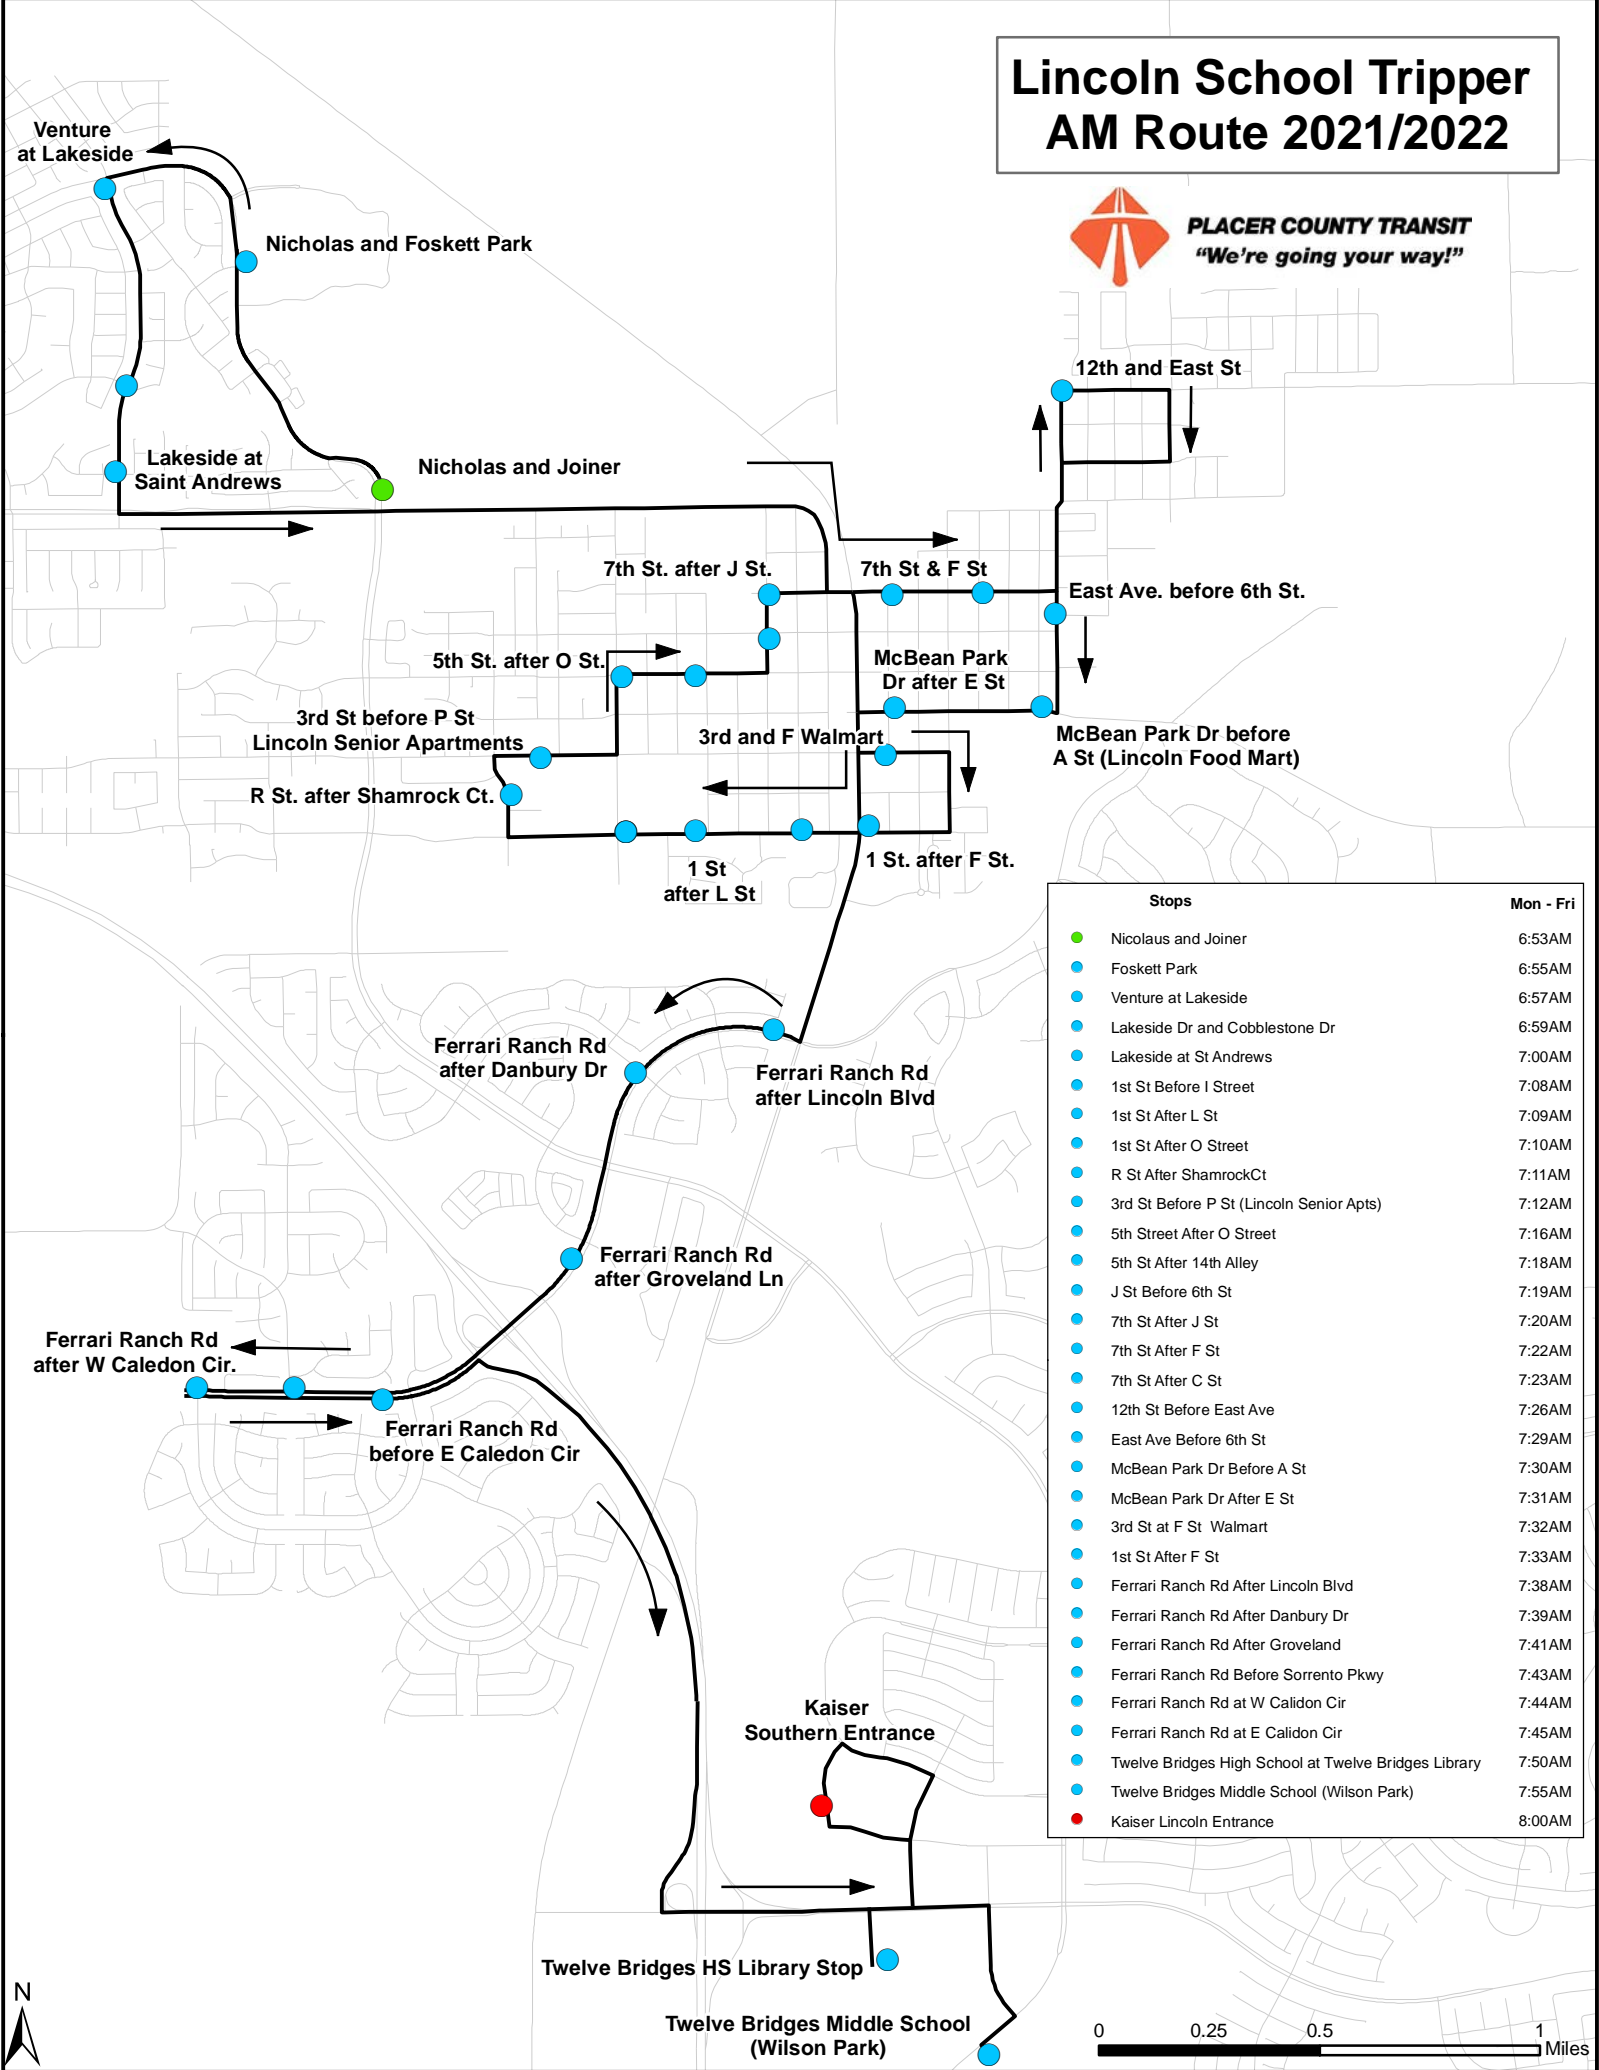 Lincoln School Tripper
AM Route 2021/2022
PLACER COUNTY TRANSIT
“We’re going your way!”
Venture
at Lakeside
Nicholas and Foskett Park
12th and East St
Lakeside at
Saint Andrews
Nicholas and Joiner
7th St. after J St.
7th St & F St
East Ave. before 6th St.
5th St. after O St.
McBean Park
Dr after E St
3rd St before P St
Lincoln Senior Apartments
3rd and F Walmart
McBean Park Dr before
A St (Lincoln Food Mart)
R St. after Shamrock Ct.
1 St
after L St
1 St. after F St.
Ferrari Ranch Rd
after Danbury Dr
Ferrari Ranch Rd
after Lincoln Blvd
Ferrari Ranch Rd
after Groveland Ln
Ferrari Ranch Rd
after W Caledon Cir.
Ferrari Ranch Rd
before E Caledon Cir
Kaiser
Southern Entrance
Twelve Bridges HS Library Stop
Twelve Bridges Middle School
(Wilson Park)
Stops Mon - Fri
Nicolaus and Joiner 6:53AM
Foskett Park 6:55AM
Venture at Lakeside 6:57AM
Lakeside Dr and Cobblestone Dr 6:59AM
Lakeside at St Andrews 7:00AM
1st St Before I Street 7:08AM
1st St After L St 7:09AM
1st St After O Street 7:10AM
R St After ShamrockCt 7:11AM
3rd St Before P St (Lincoln Senior Apts) 7:12AM
5th Street After O Street 7:16AM
5th St After 14th Alley 7:18AM
J St Before 6th St 7:19AM
7th St After J St 7:20AM
7th St After F St 7:22AM
7th St After C St 7:23AM
12th St Before East Ave 7:26AM
East Ave Before 6th St 7:29AM
McBean Park Dr Before A St 7:30AM
McBean Park Dr After E St 7:31AM
3rd St at F St Walmart 7:32AM
1st St After F St 7:33AM
Ferrari Ranch Rd After Lincoln Blvd 7:38AM
Ferrari Ranch Rd After Danbury Dr 7:39AM
Ferrari Ranch Rd After Groveland 7:41AM
Ferrari Ranch Rd Before Sorrento Pkwy 7:43AM
Ferrari Ranch Rd at W Calidon Cir 7:44AM
Ferrari Ranch Rd at E Calidon Cir 7:45AM
Twelve Bridges High School at Twelve Bridges Library 7:50AM
Twelve Bridges Middle School (Wilson Park) 7:55AM
Kaiser Lincoln Entrance 8:00AM
N
0 0.25 0.5 1
Miles